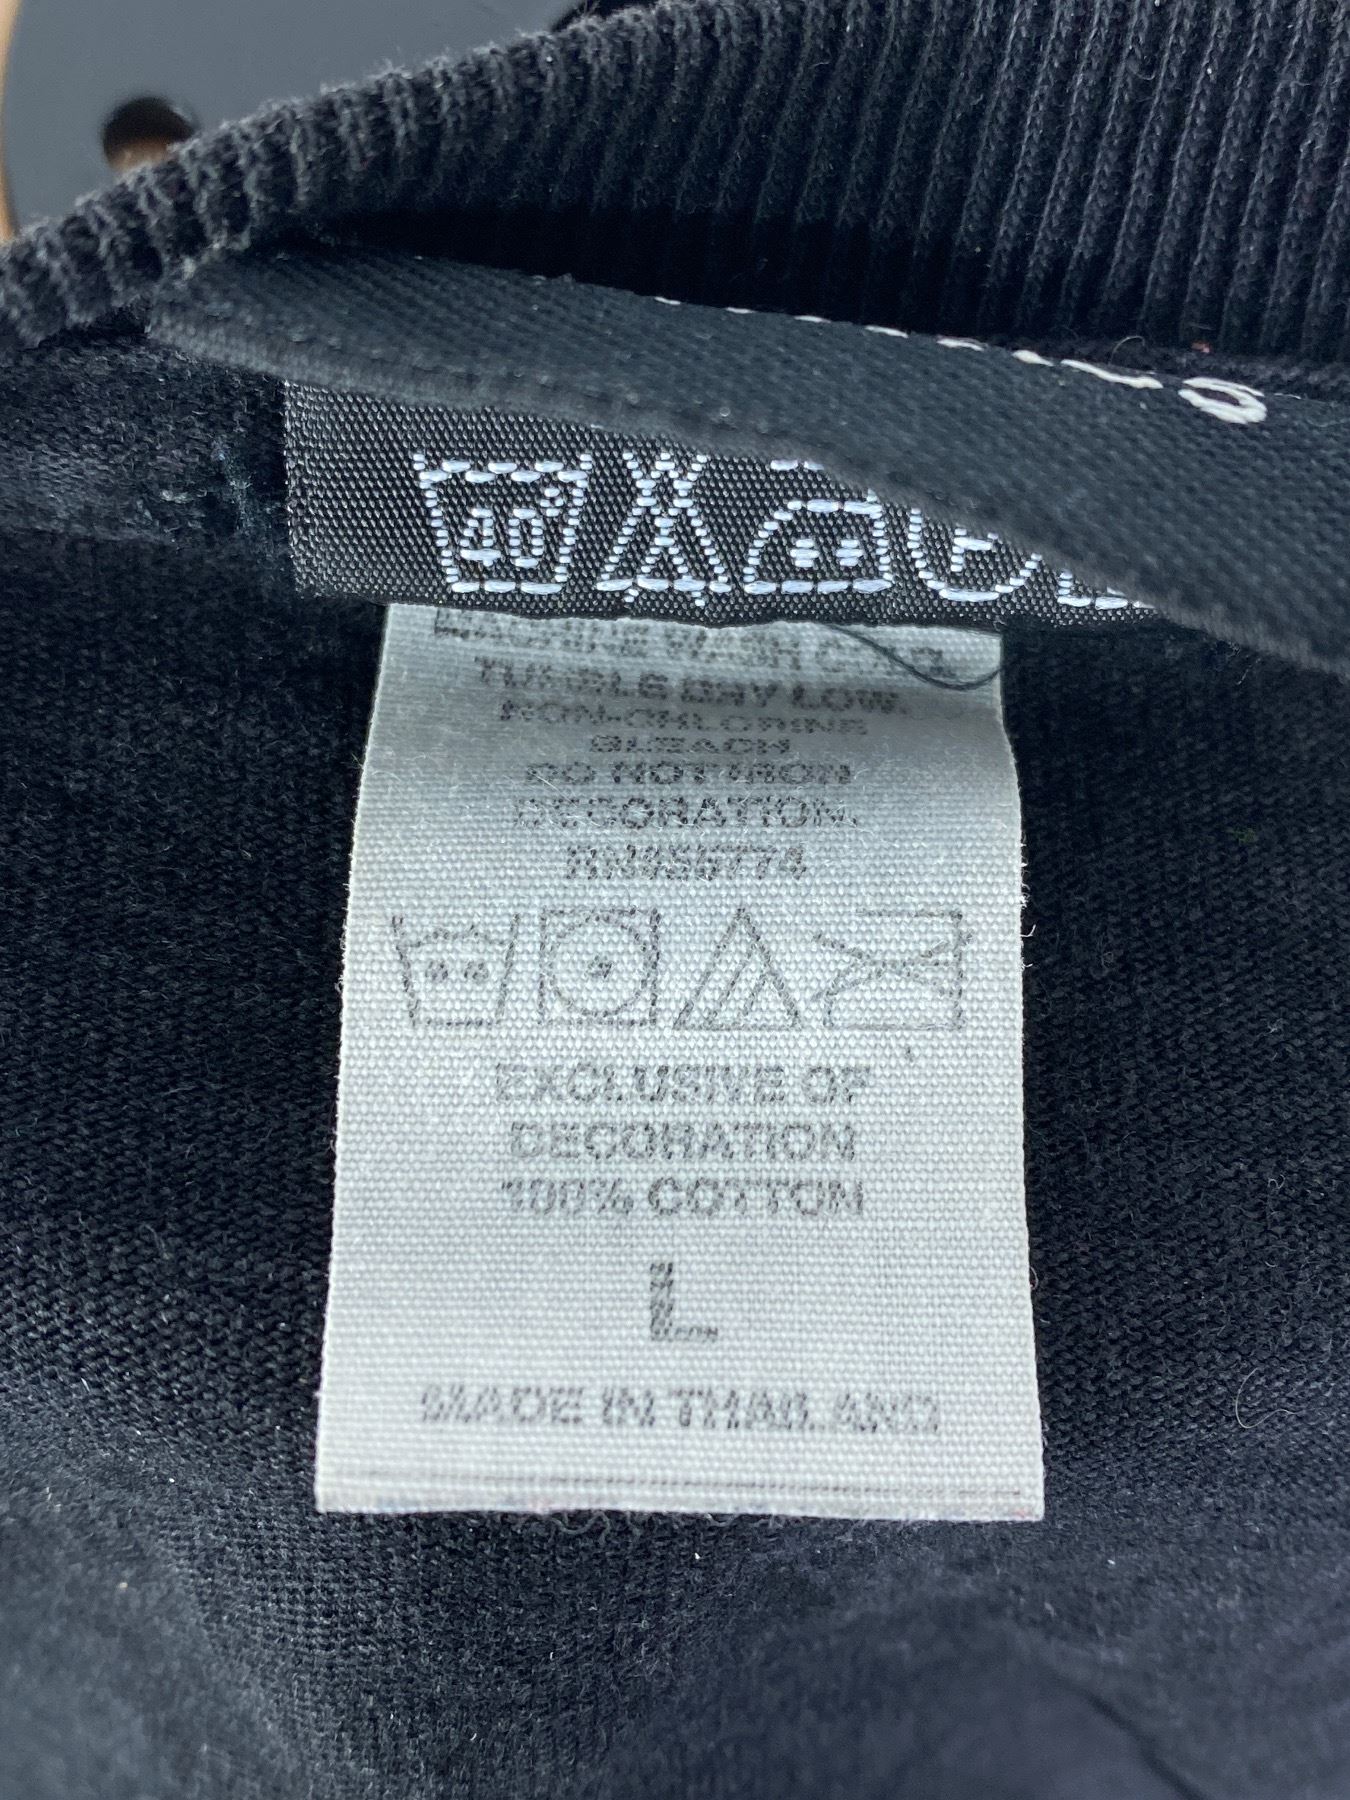 40°
MACHINE WASH COLD.
TUMBLE DRY LOW.
NON-CHLORINE
BLEACH
DO NOT IRON
DECORATION.
EXCLUSIVE OF
DECORATION
100% COTTON
L
MADE IN THAILAND